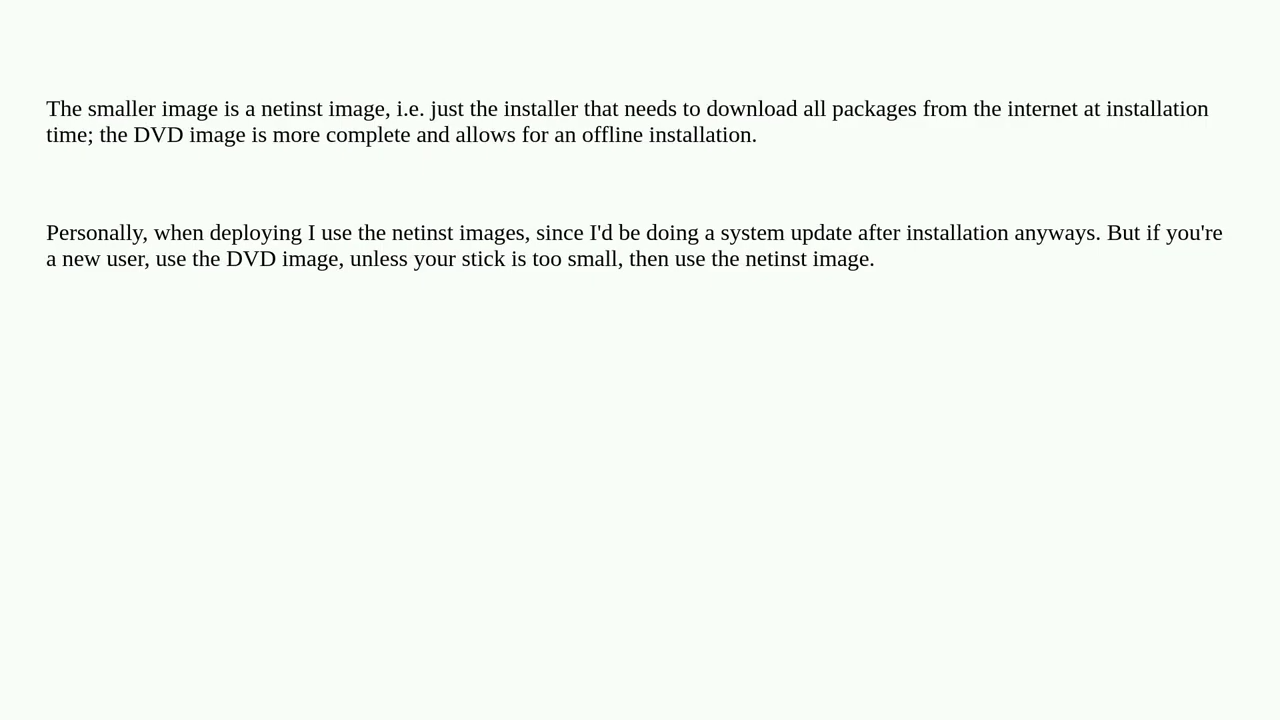 The smaller image is a netinst image, i.e. just the installer that needs to download all packages from the internet at installation
time; the DVD image is more complete and allows for an offline installation.
Personally, when deploying I use the netinst images, since I'd be doing a system update after installation anyways. But if you're
a new user, use the DVD image, unless your stick is too small, then use the netinst image.